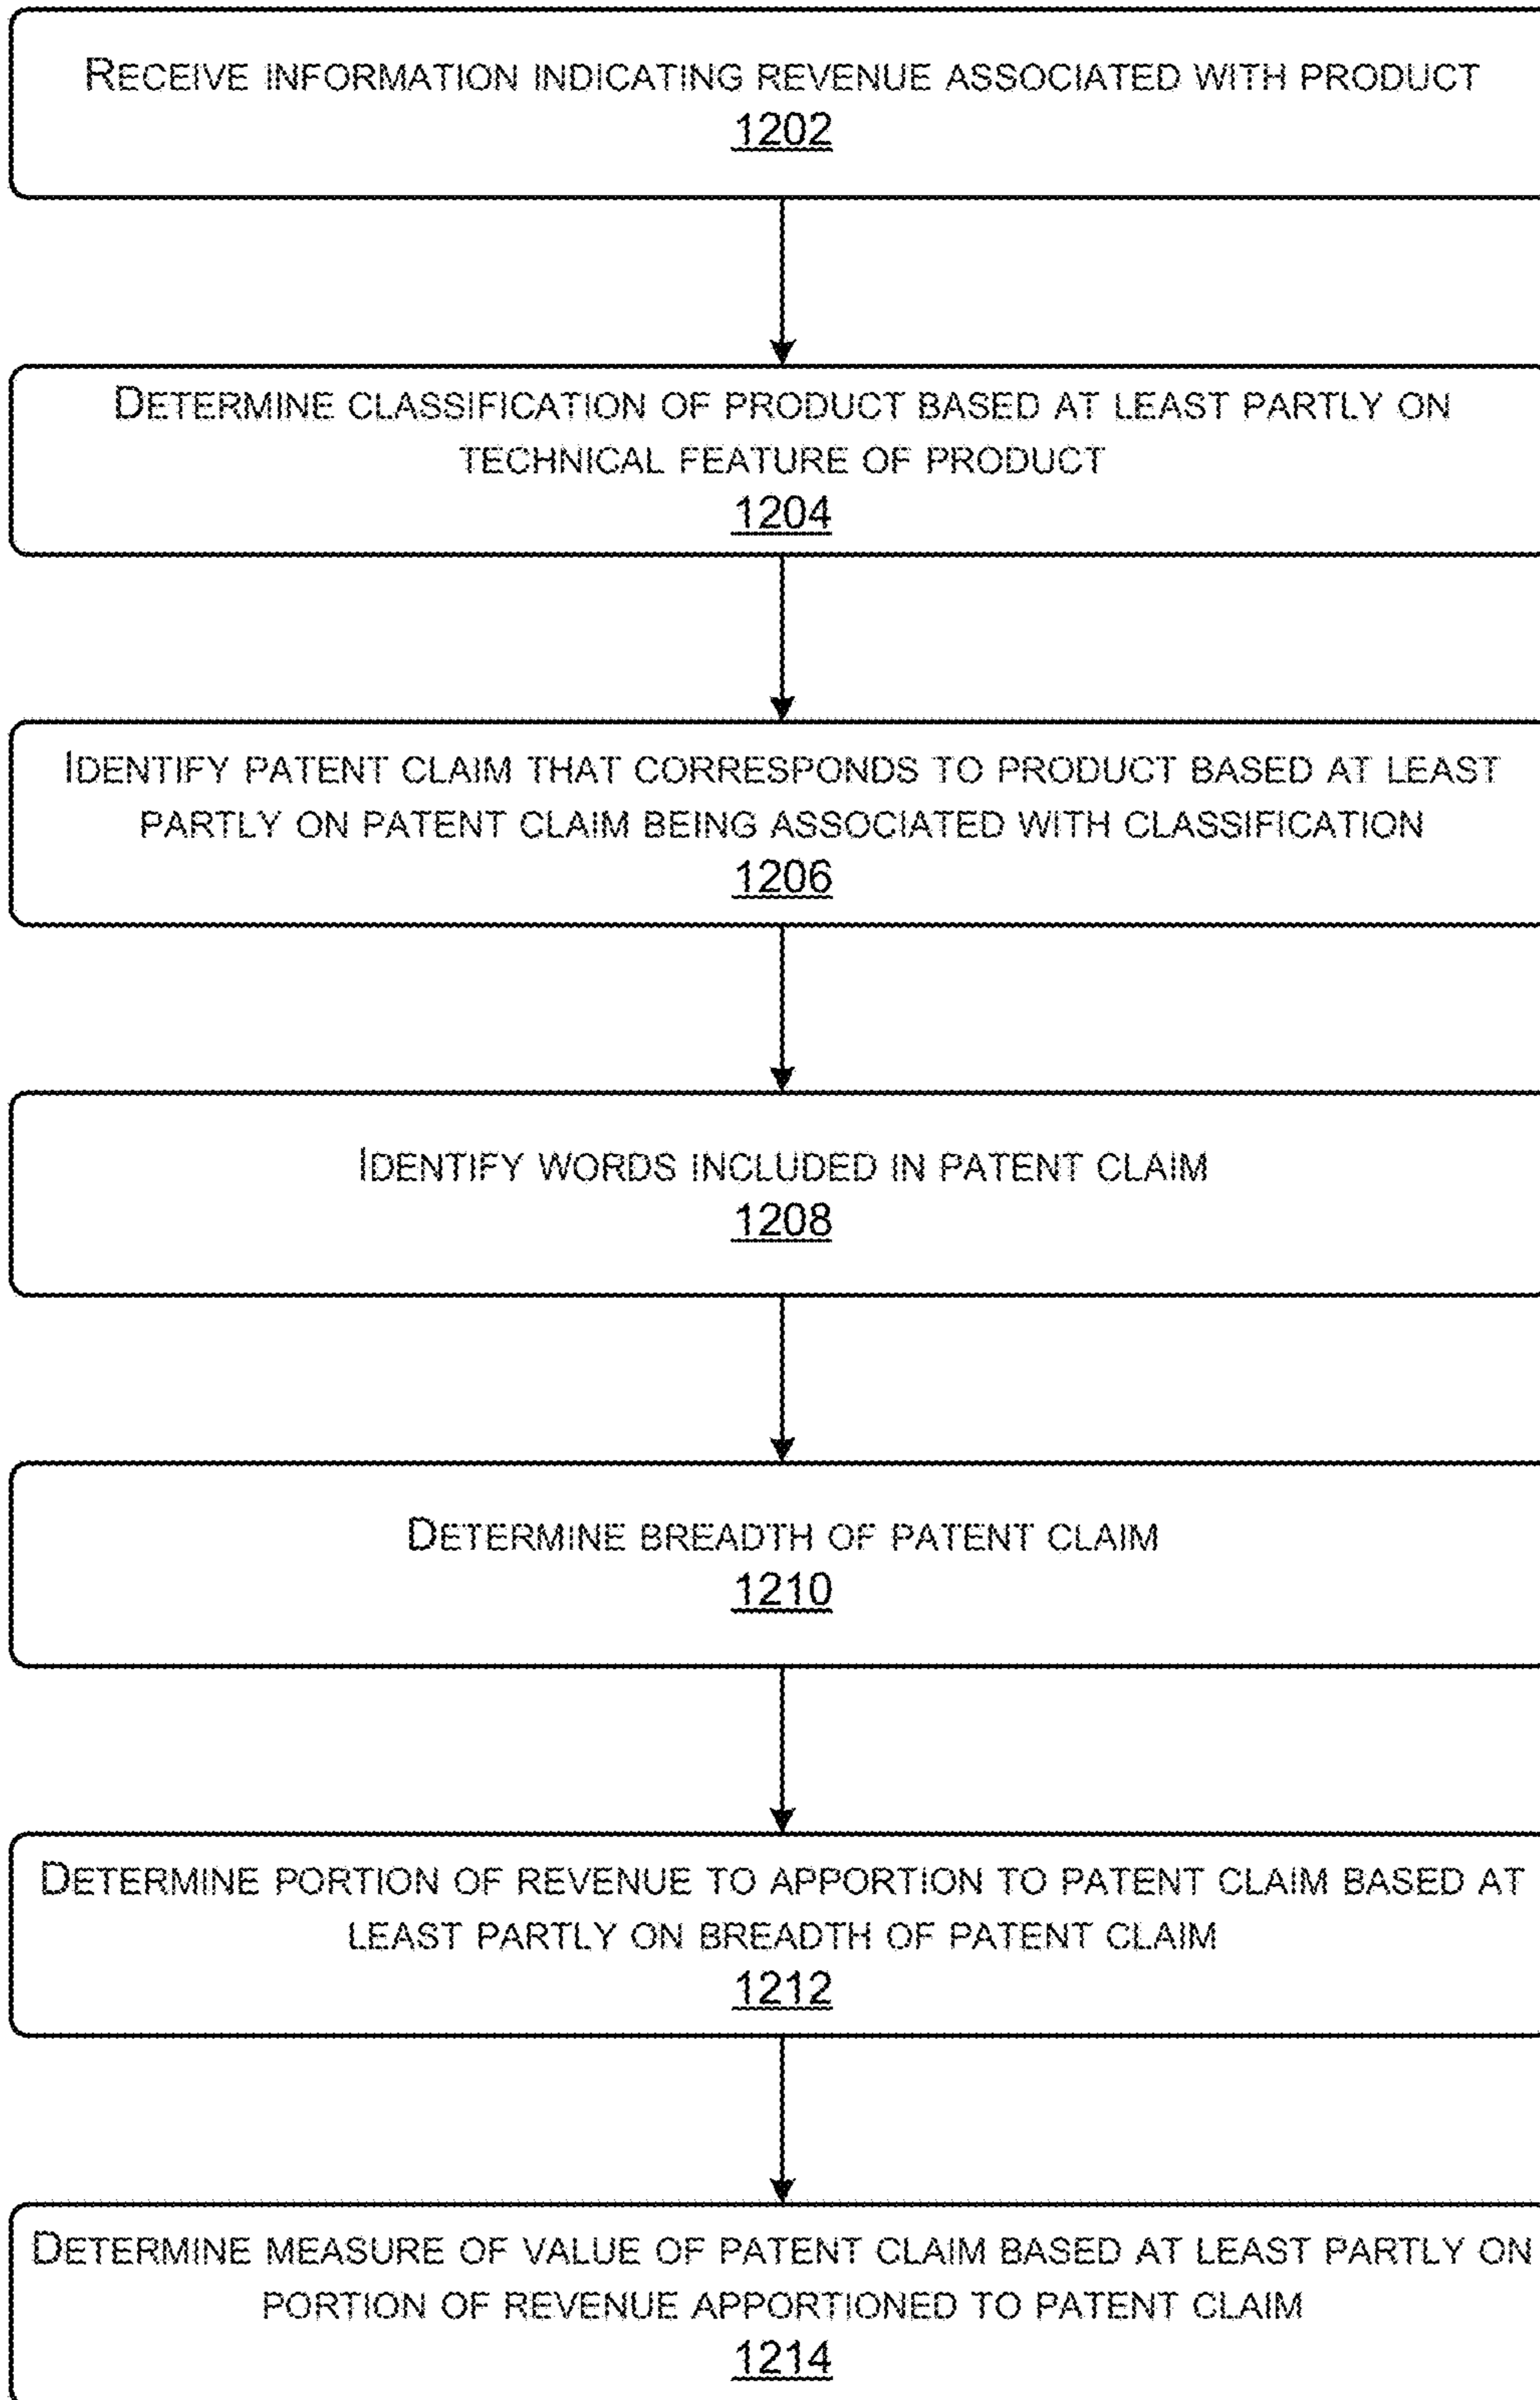 RECEIVE INFORMATION INDICATING REVENUE ASSOCIATED WITH PRODUCT
1202
DETERMINE CLASSIFICATION OF PRODUCT BASED AT LEAST PARTLY ON
TECHNICAL FEATURE OF PRODUCT
1204
IDENTIFY PATENT CLAIM THAT CORRESPONDS TO PRODUCT BASED AT LEAST
PARTLY ON PATENT CLAIM BEING ASSOCIATED WITH CLASSIFICATION
1206
IDENTIFY WORDS INCLUDED IN PATENT CLAIM
1208
DETERMINE BREADTH OF PATENT CLAIM
1210
DETERMINE PORTION OF REVENUE TO APPORTION TO PATENT CLAIM BASED AT
LEAST PARTLY ON BREADTH OF PATENT CLAIM
1212
DETERMINE MEASURE OF VALUE OF PATENT CLAIM BASED AT LEAST PARTLY ON
PORTION OF REVENUE APPORTIONED TO PATENT CLAIM
1214